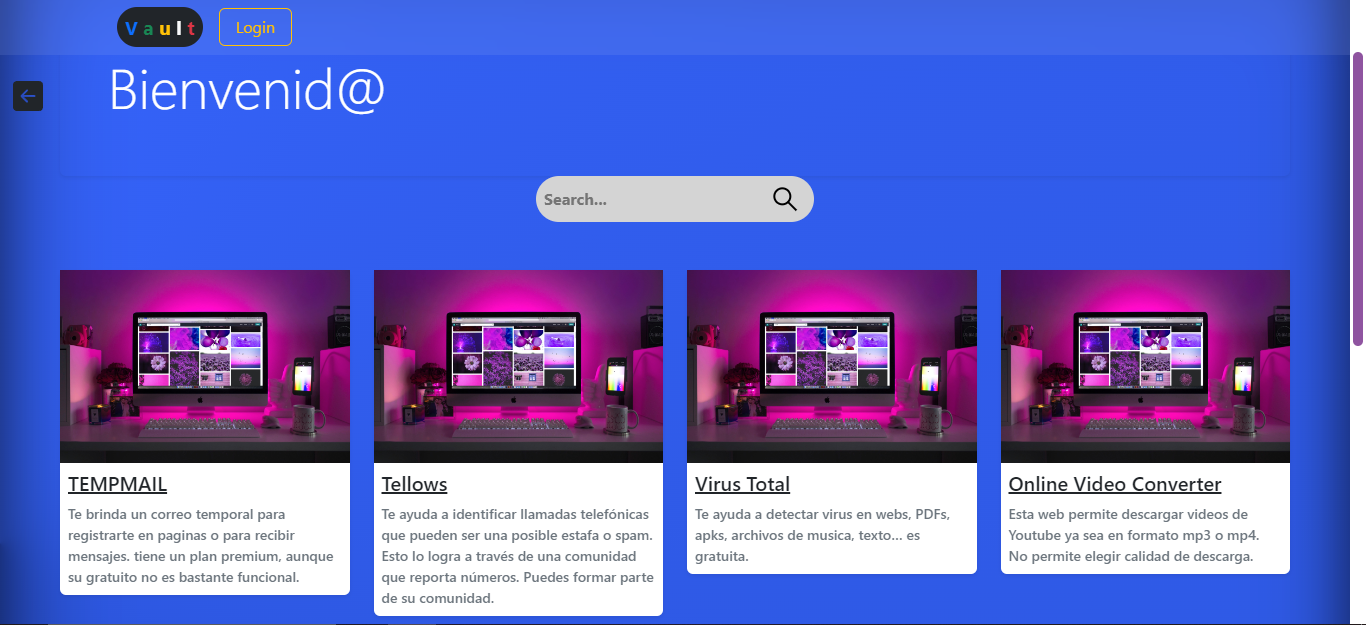 Vault
Login
Bienvenid@
Search...
TEMPMAIL
Te brinda un correo temporal para
registrarte en paginas o para recibir
mensajes. tiene un plan premium, aunque
su gratuito no es bastante funcional.
Tellows
Te ayuda a identificar llamadas telefónicas
que pueden ser una posible estafa o spam.
Esto lo logra a través de una comunidad
que reporta números. Puedes formar parte
de su comunidad.
Virus Total
Te ayuda a detectar virus en webs, PDFs,
apks, archivos de musica, texto... es
gratuita.
Online Video Converter
Esta web permite descargar videos de
Youtube ya sea en formato mp3 o mp4.
No permite elegir calidad de descarga.